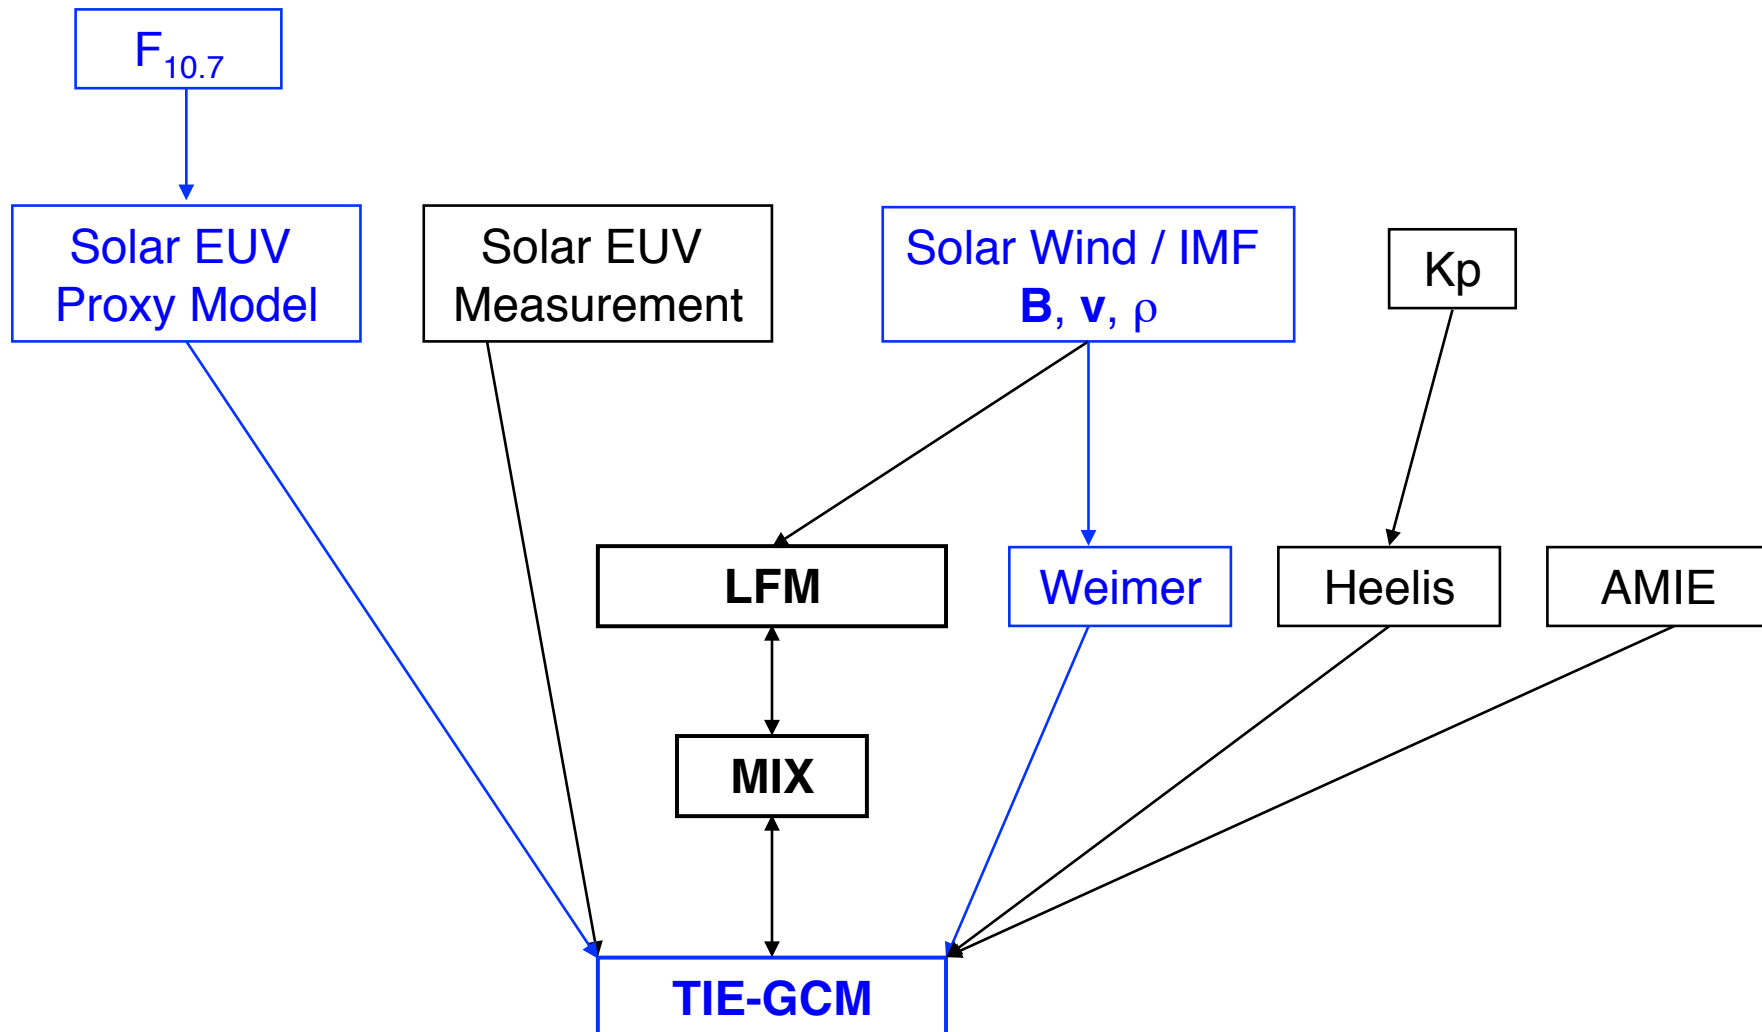 F10.7
Solar EUV
Proxy Model
Solar EUV
Measurement
Solar Wind / IMF
B, v, ρ
Kp
LFM
Weimer
Heelis
AMIE
MIX
TIE-GCM